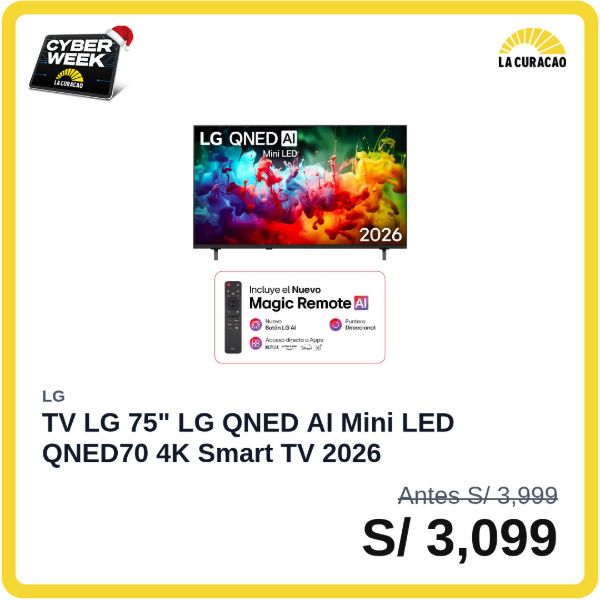 CYBER
WEEK
LA CURACAO
LA CURACAO
LG QNED AI
Mini LED
2026
Incluye el Nuevo
Magic Remote AI
Nuevo
Botón LG AI
Puntero
Direccional
Acceso directo a Apps
NETFLIX
LG
TV LG 75" LG QNED AI Mini LED
QNED70 4K Smart TV 2026
Antes S/ 3,999
S/ 3,099